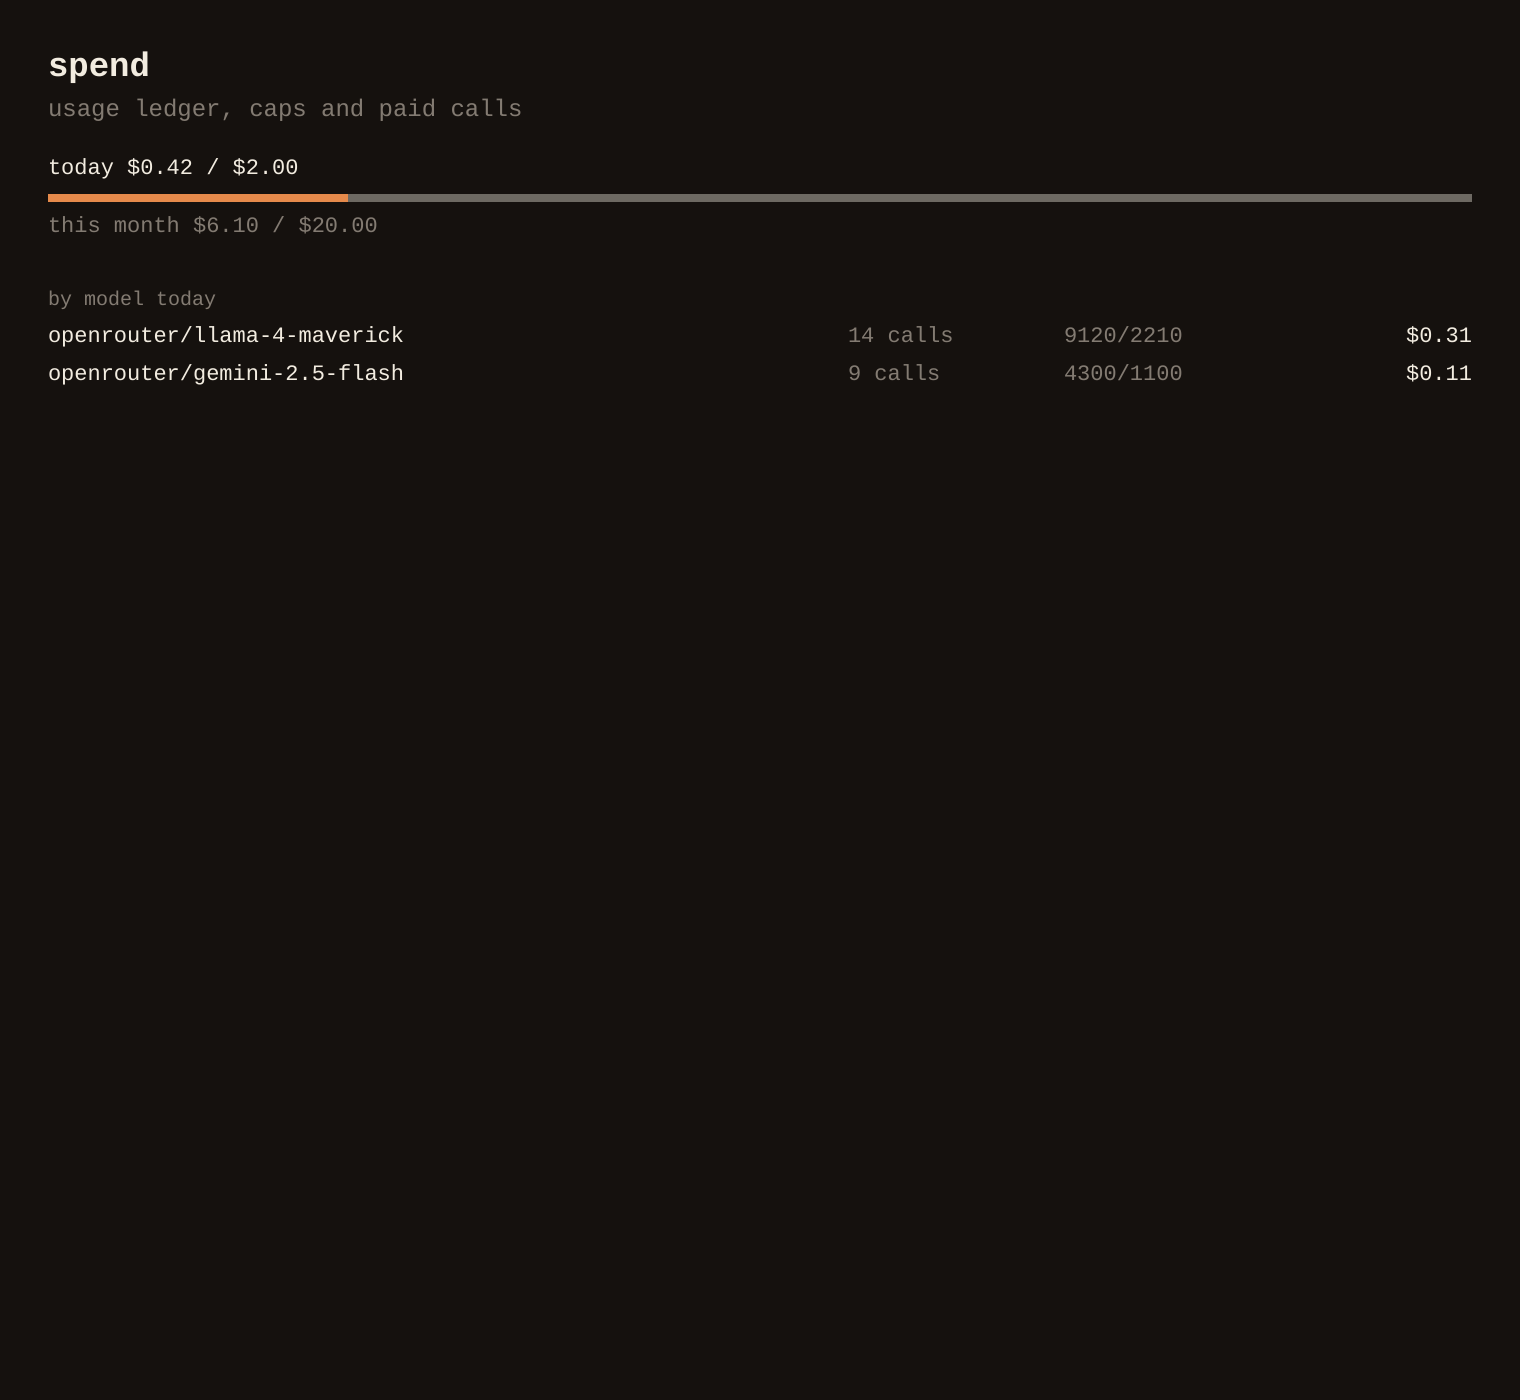 spend
usage ledger, caps and paid calls
today $0.42 / $2.00
this month $6.10 / $20.00
by model today
openrouter/llama-4-maverick 14 calls 9120/2210 $0.31
openrouter/gemini-2.5-flash 9 calls 4300/1100 $0.11